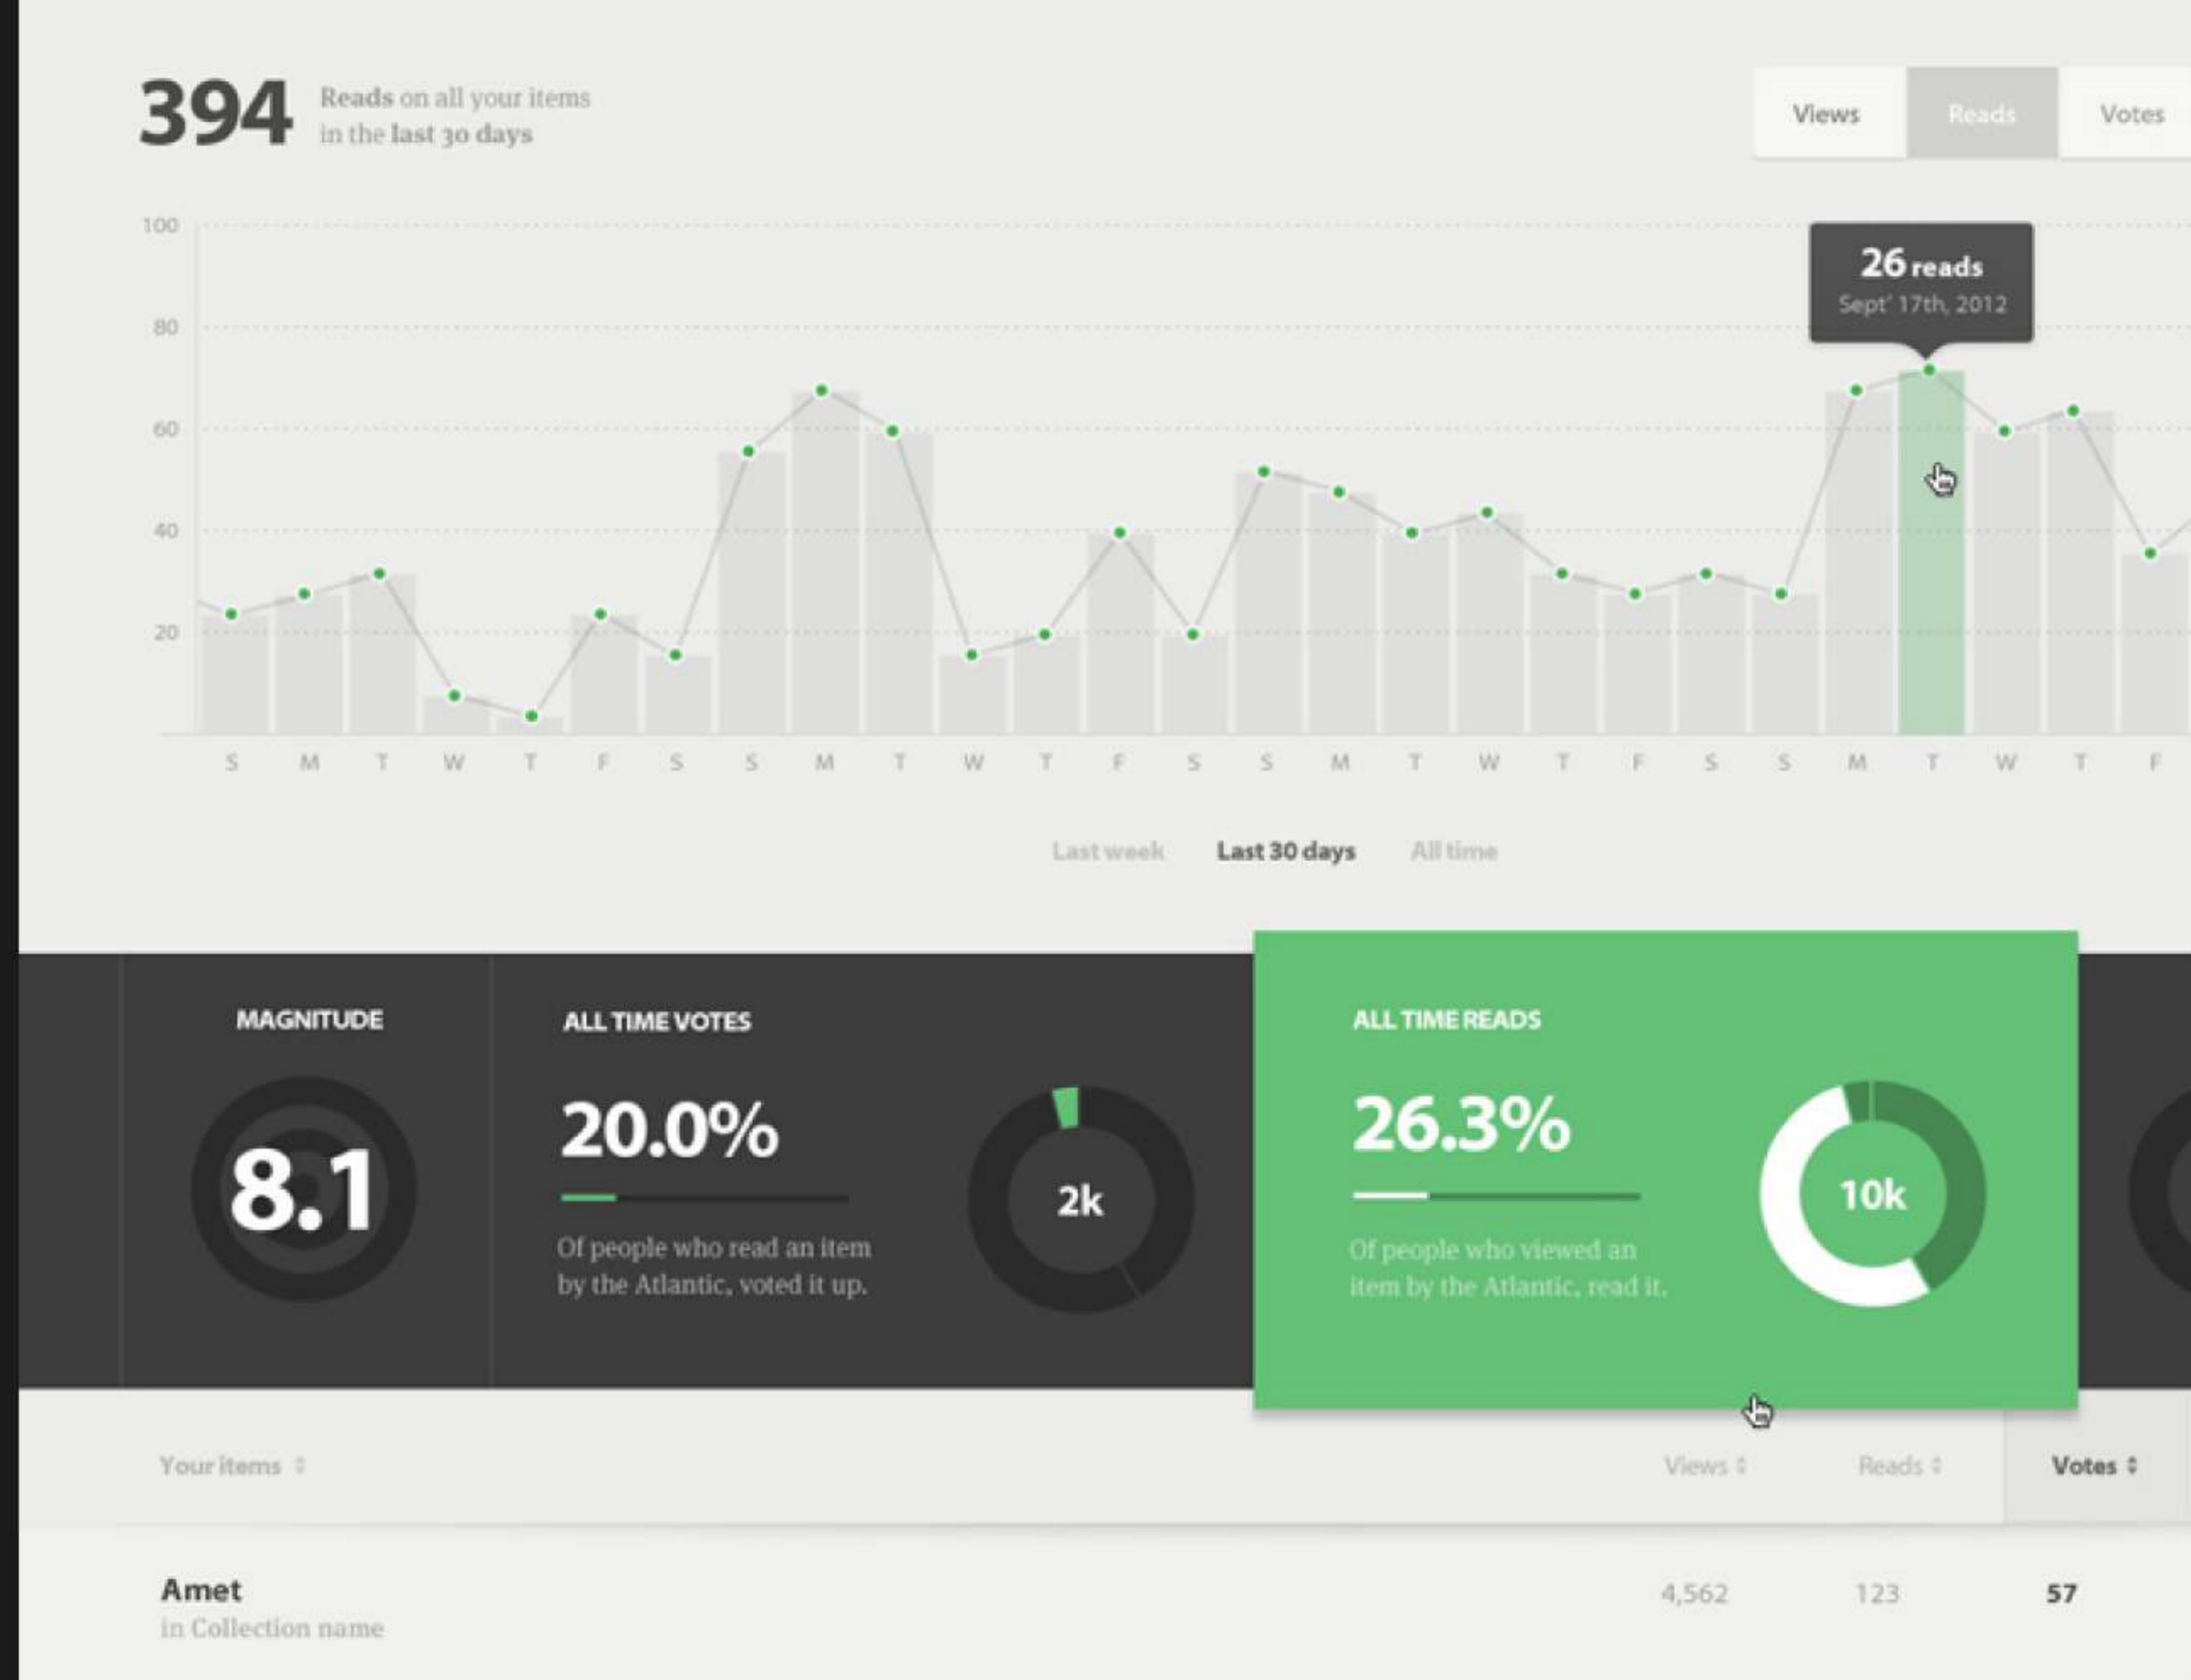 394
Reads on all your items
in the last 30 days
Views Reads Votes
100
80
60
40
20
26 reads
Sept' 17th, 2012
S M T W T F S S M T W T F S S M T W T F S S M T W T F
Last week Last 30 days All time
MAGNITUDE
8.1
ALL TIME VOTES
20.0%
Of people who read an item
by the Atlantic, voted it up.
2k
ALL TIME READS
26.3%
Of people who viewed an
item by the Atlantic, read it.
10k
Your items Views Reads Votes
Amet 4,562 123 57
in Collection name